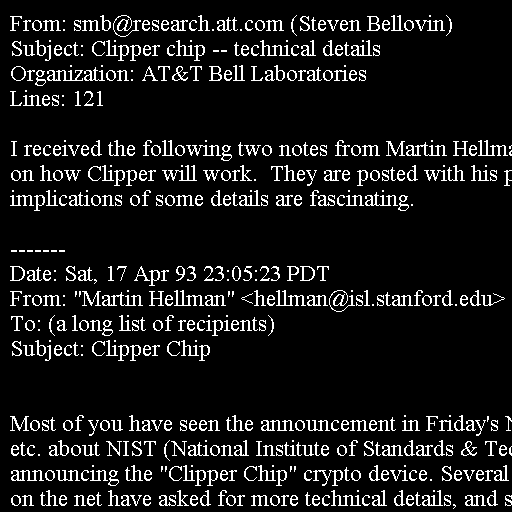 From: smb@research.att.com (Steven Bellovin)
Subject: Clipper chip -- technical details
Organization: AT&T Bell Laboratories
Lines: 121
I received the following two notes from Martin Hellma
on how Clipper will work.  They are posted with his p
implications of some details are fascinating.
-------
Date: Sat, 17 Apr 93 23:05:23 PDT
From: "Martin Hellman" <hellman@isl.stanford.edu>
To: (a long list of recipients)
Subject: Clipper Chip
Most of you have seen the announcement in Friday's N
etc. about NIST (National Institute of Standards & Tec
announcing the "Clipper Chip" crypto device. Several
on the net have asked for more technical details, and s